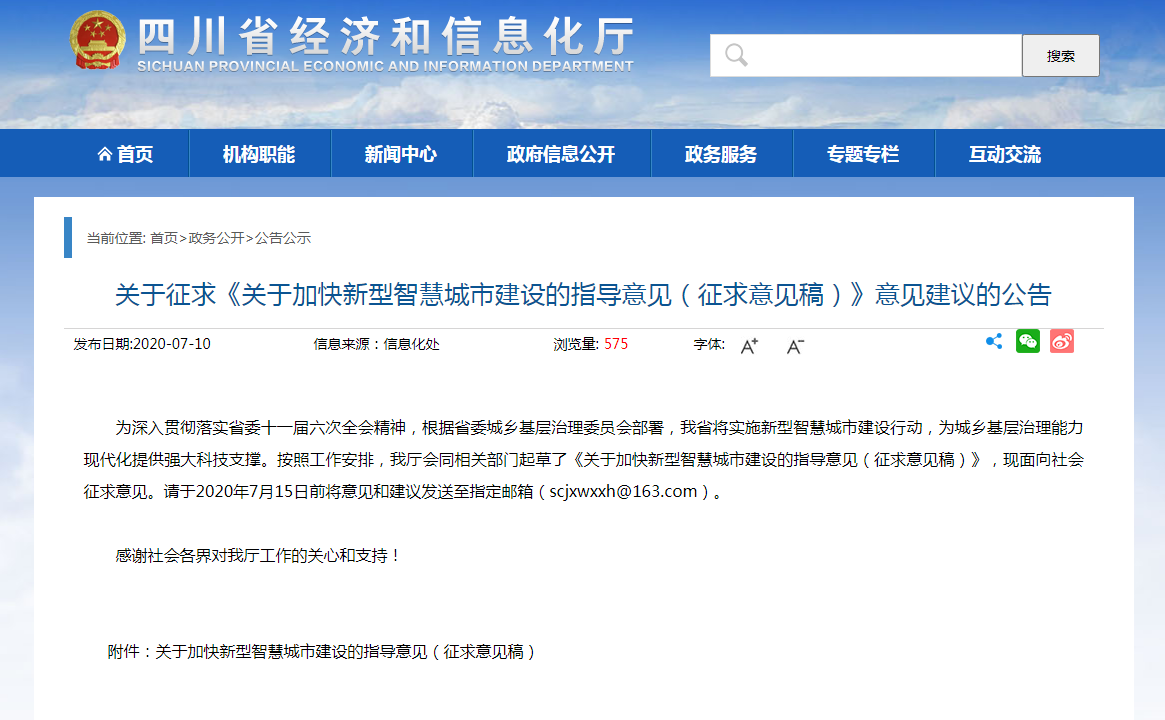 四川省经济和信息化厅
SICHUAN PROVINCIAL ECONOMIC AND INFORMATION DEPARTMENT
搜索
首页 机构职能 新闻中心 政府信息公开 政务服务 专题专栏 互动交流
当前位置: 首页>政务公开>公告公示
关于征求《关于加快新型智慧城市建设的指导意见（征求意见稿）》意见建议的公告
发布日期:2020-07-10 信息来源：信息化处 浏览量: 575 字体: A+ A-
为深入贯彻落实省委十一届六次全会精神，根据省委城乡基层治理委员会部署，我省将实施新型智慧城市建设行动，为城乡基层治理能力
现代化提供强大科技支撑。按照工作安排，我厅会同相关部门起草了《关于加快新型智慧城市建设的指导意见（征求意见稿）》，现面向社会
征求意见。请于2020年7月15日前将意见和建议发送至指定邮箱（scjxwxxh@163.com）。
感谢社会各界对我厅工作的关心和支持！
附件：关于加快新型智慧城市建设的指导意见（征求意见稿）